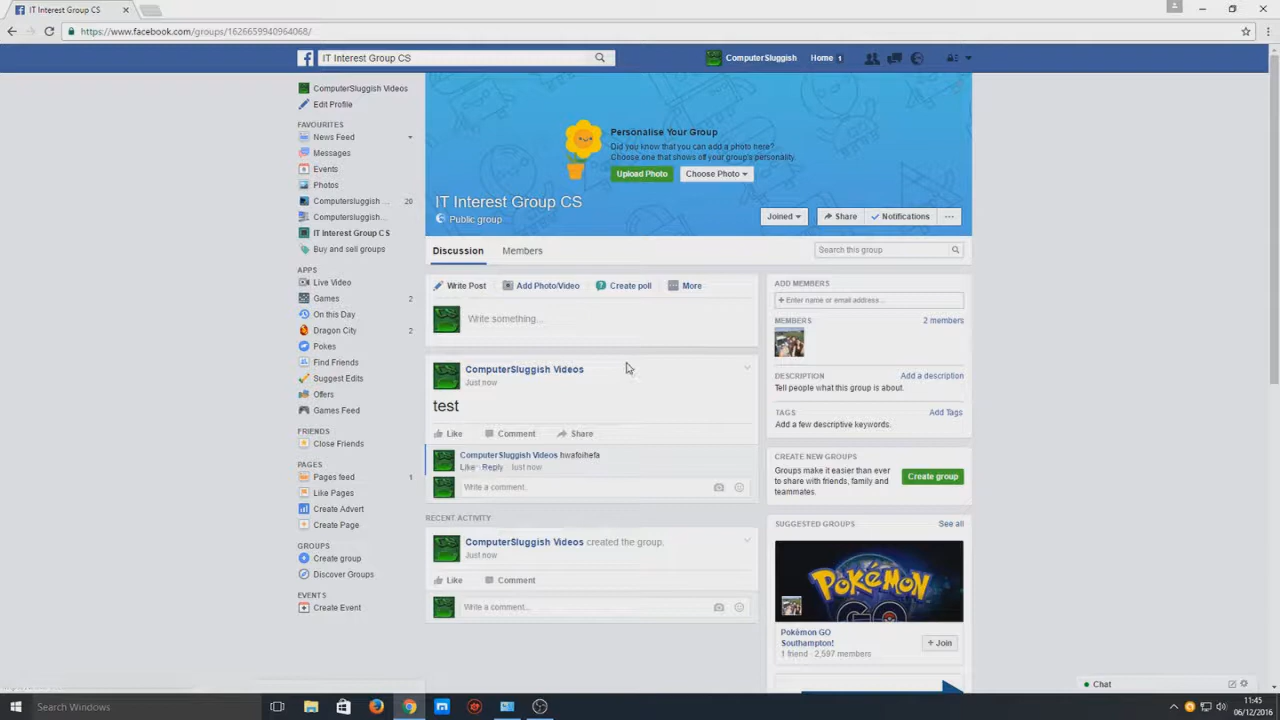 IT Interest Group CS
https://www.facebook.com/groups/1626659940964068/
IT Interest Group CS
ComputerSluggish
Home 1
ComputerSluggish Videos
Edit Profile
FAVOURITES
News Feed
Messages
Events
Photos
Computersluggish ... 20
Computersluggish...
IT Interest Group CS
Buy and sell groups
APPS
Live Video
Games 2
On this Day
Dragon City 2
Pokes
Find Friends
Suggest Edits
Offers
Games Feed
FRIENDS
Close Friends
PAGES
Pages feed 1
Like Pages
Create Advert
Create Page
GROUPS
Create group
Discover Groups
EVENTS
Create Event
Personalise Your Group
Did you know that you can add a photo here?
Choose one that shows off your group's personality.
Upload Photo
Choose Photo
IT Interest Group CS
Public group
Joined
Share
Notifications
Discussion
Members
Search this group
Write Post
Add Photo/Video
Create poll
More
Write something...
ComputerSluggish Videos
Just now
test
Like
Comment
Share
ComputerSluggish Videos hwafoihefa
Like Reply Just now
Write a comment..
RECENT ACTIVITY
ComputerSluggish Videos created the group.
Just now
Like
Comment
Write a comment...
ADD MEMBERS
+ Enter name or email address...
MEMBERS
2 members
DESCRIPTION
Add a description
Tell people what this group is about.
TAGS
Add Tags
Add a few descriptive keywords.
CREATE NEW GROUPS
Groups make it easier than ever
to share with friends, family and
teammates.
Create group
SUGGESTED GROUPS
See all
POKÉMON
GO
Pokémon GO
Southampton!
1 friend · 2,597 members
+ Join
Chat
Search Windows
11:45
06/12/2016